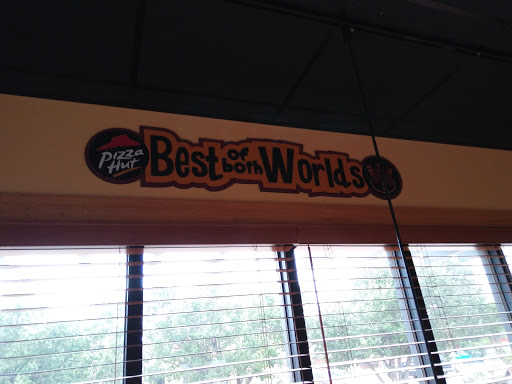 Pizza
Hut
Best of both Worlds